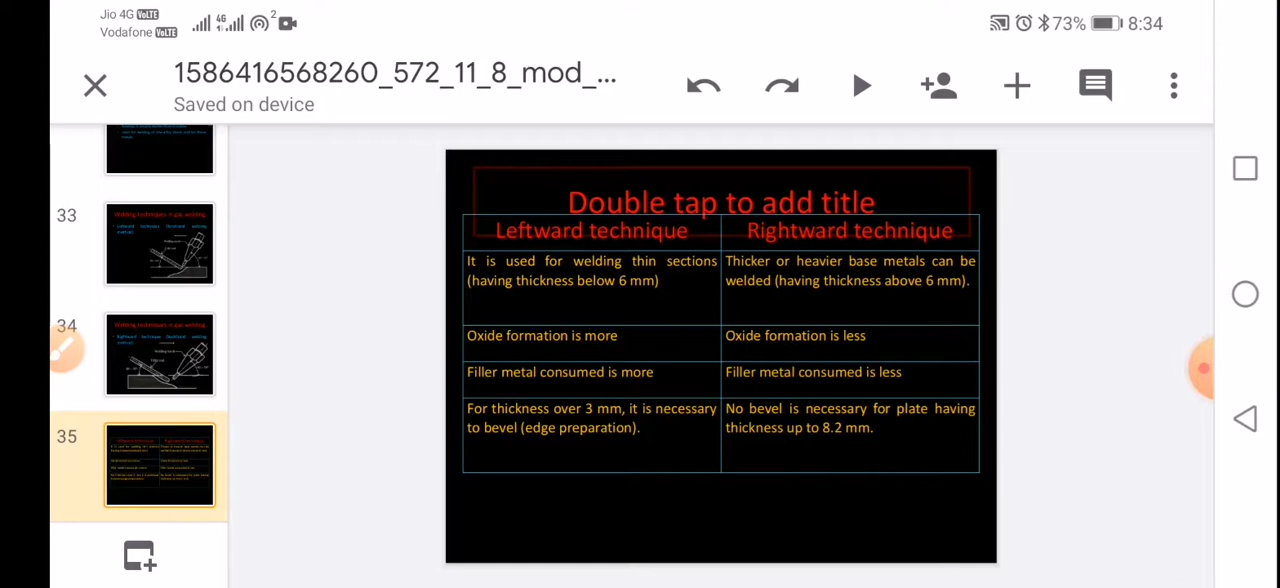 Jio 4G VoLTE
Vodafone VoLTE
4G
2
73%
8:34
1586416568260_572_11_8_mod_...
Saved on device
33
Welding techniques in gas welding
34
Welding techniques in gas welding
35
Double tap to add title
Leftward technique
Rightward technique
It is used for welding thin sections
(having thickness below 6 mm)
Thicker or heavier base metals can be
welded (having thickness above 6 mm).
Oxide formation is more
Oxide formation is less
Filler metal consumed is more
Filler metal consumed is less
For thickness over 3 mm, it is necessary
to bevel (edge preparation).
No bevel is necessary for plate having
thickness up to 8.2 mm.